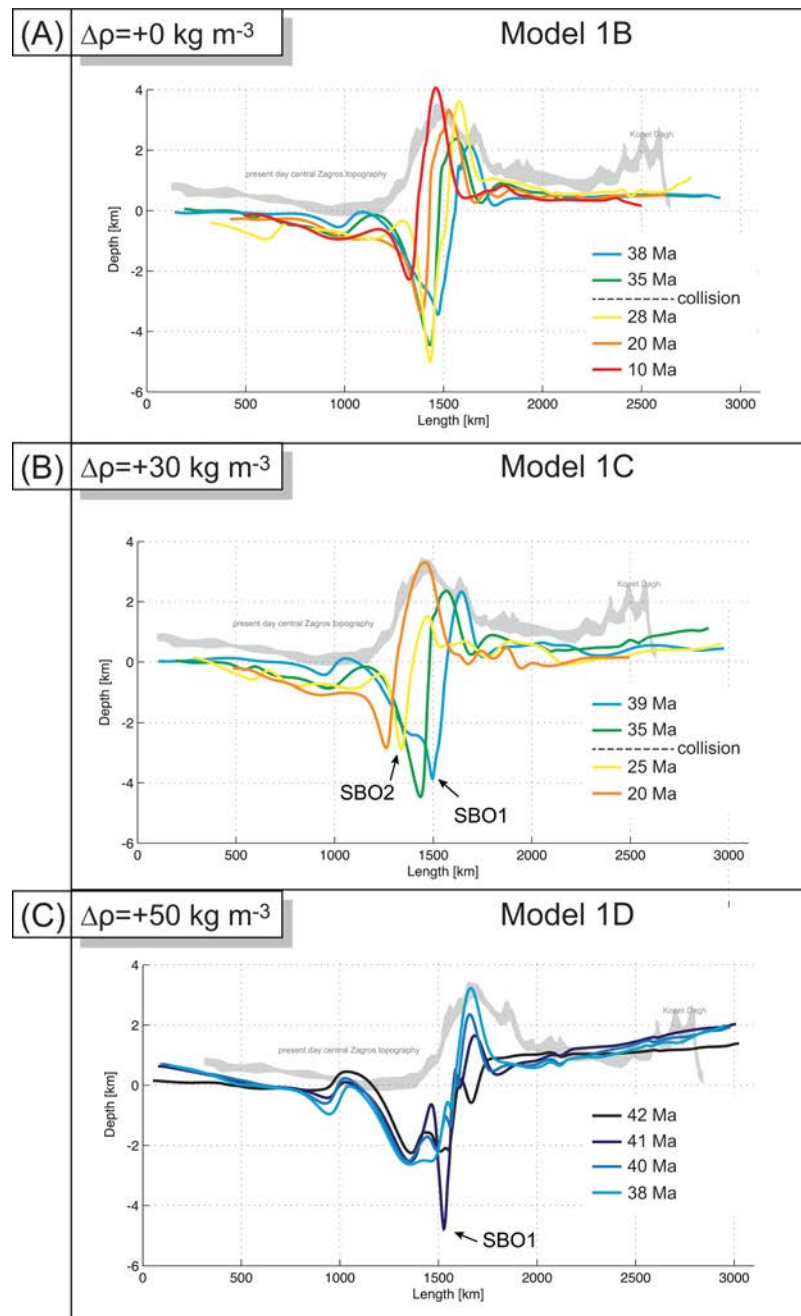 (A) Δρ=+0 kg m-3 Model 1B
4
2
0
-2
-4
-6
Depth [km]
present day central Zagros topography
Kopet Dagh
38 Ma
35 Ma
collision
28 Ma
20 Ma
10 Ma
0 500 1000 1500 2000 2500 3000
Length [km]
(B) Δρ=+30 kg m-3 Model 1C
4
2
0
-2
-4
-6
Depth [km]
present day central Zagros topography
Kopet Dagh
SBO2
SBO1
39 Ma
35 Ma
collision
25 Ma
20 Ma
0 500 1000 1500 2000 2500 3000
Length [km]
(C) Δρ=+50 kg m-3 Model 1D
4
2
0
-2
-4
-6
Depth [km]
present day central Zagros topography
Kopet Dagh
SBO1
42 Ma
41 Ma
40 Ma
38 Ma
0 500 1000 1500 2000 2500 3000
Length [km]